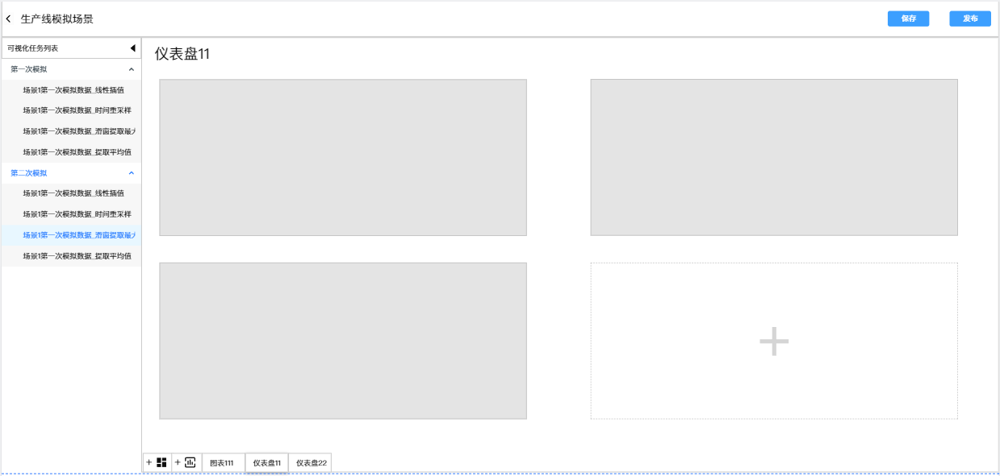 生产线模拟场景
保存
发布
可视化任务列表
仪表盘11
第一次模拟
场景1第一次模拟数据_线性插值
场景1第一次模拟数据_时间重采样
场景1第一次模拟数据_滑窗提取最大
场景1第一次模拟数据_提取平均值
第二次模拟
场景1第一次模拟数据_线性插值
场景1第一次模拟数据_时间重采样
场景1第一次模拟数据_滑窗提取最大
场景1第一次模拟数据_提取平均值
图表111
仪表盘11
仪表盘22